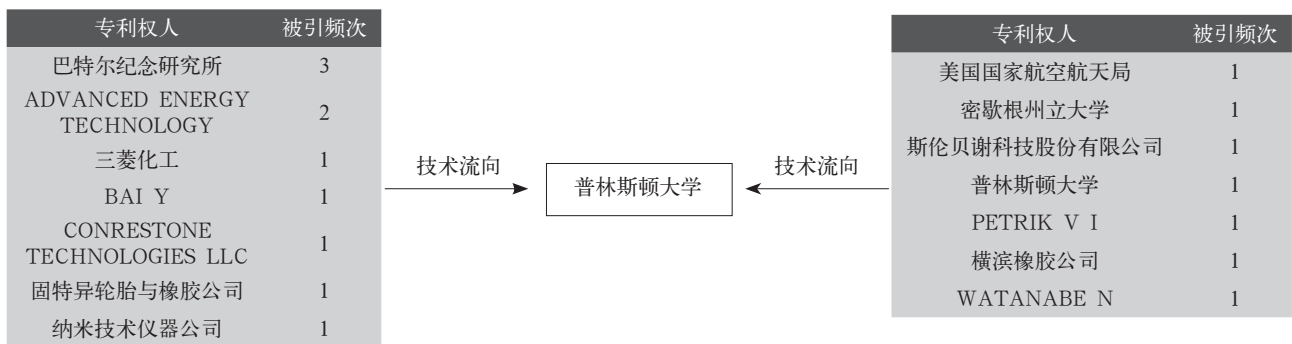 专利权人 被引频次
巴特尔纪念研究所 3
ADVANCED ENERGY
TECHNOLOGY 2
三菱化工 1
BAI Y 1
CONRESTONE
TECHNOLOGIES LLC 1
固特异轮胎与橡胶公司 1
纳米技术仪器公司 1
技术流向
普林斯顿大学
技术流向
专利权人 被引频次
美国国家航空航天局 1
密歇根州立大学 1
斯伦贝谢科技股份有限公司 1
普林斯顿大学 1
PETRIK V I 1
横滨橡胶公司 1
WATANABE N 1